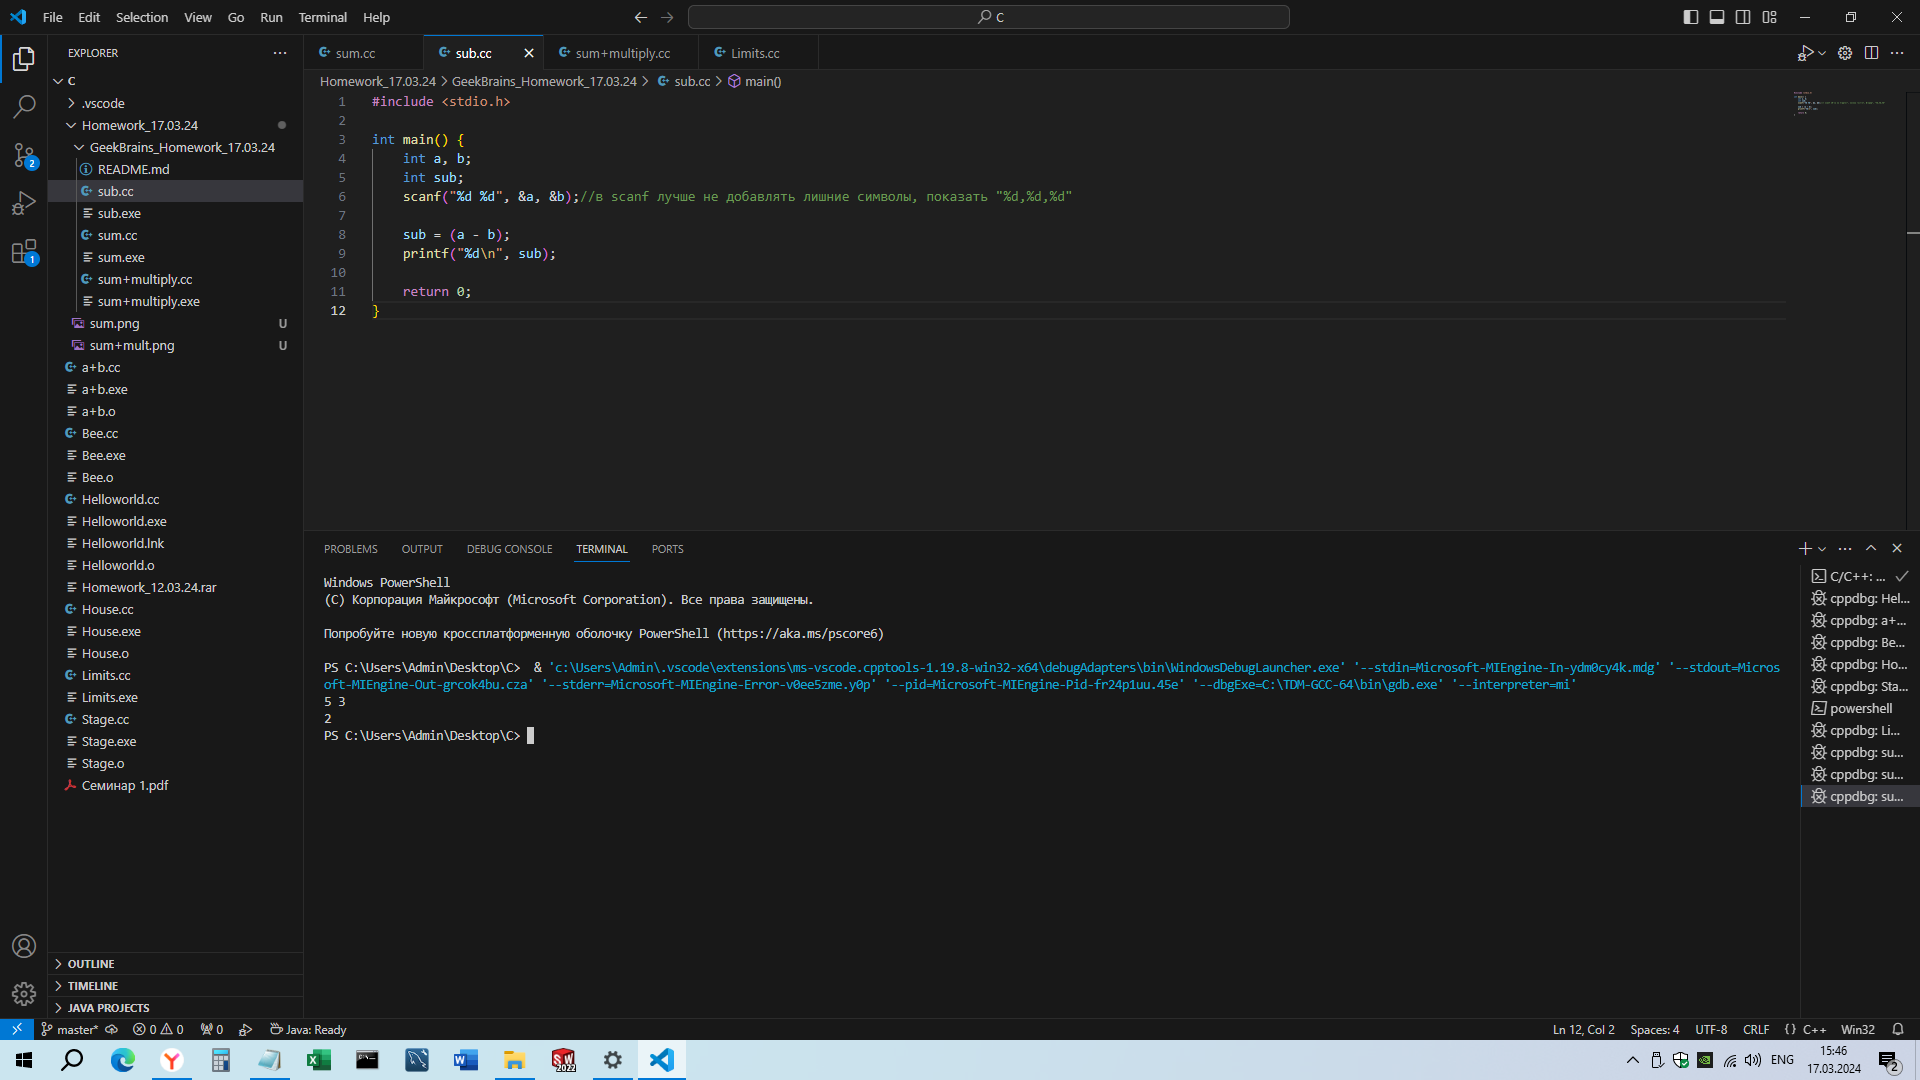 File Edit Selection View Go Run Terminal Help
C
EXPLORER
C
.vscode
Homework_17.03.24
GeekBrains_Homework_17.03.24
README.md
sub.cc
sub.exe
sum.cc
sum.exe
sum+multiply.cc
sum+multiply.exe
sum.png U
sum+mult.png U
a+b.cc
a+b.exe
a+b.o
Bee.cc
Bee.exe
Bee.o
Helloworld.cc
Helloworld.exe
Helloworld.lnk
Helloworld.o
Homework_12.03.24.rar
House.cc
House.exe
House.o
Limits.cc
Limits.exe
Stage.cc
Stage.exe
Stage.o
Семинар 1.pdf
OUTLINE
TIMELINE
JAVA PROJECTS
sum.cc sub.cc sum+multiply.cc Limits.cc
Homework_17.03.24 > GeekBrains_Homework_17.03.24 > sub.cc > main()
1 #include <stdio.h>
2
3 int main() {
4 int a, b;
5 int sub;
6 scanf("%d %d", &a, &b);//в scanf лучше не добавлять лишние символы, показать "%d,%d,%d"
7
8 sub = (a - b);
9 printf("%d\n", sub);
10
11 return 0;
12 }
PROBLEMS OUTPUT DEBUG CONSOLE TERMINAL PORTS
Windows PowerShell
(C) Корпорация Майкрософт (Microsoft Corporation). Все права защищены.
Попробуйте новую кроссплатформенную оболочку PowerShell (https://aka.ms/pscore6)
PS C:\Users\Admin\Desktop\C>  & 'c:\Users\Admin\.vscode\extensions\ms-vscode.cpptools-1.19.8-win32-x64\debugAdapters\bin\WindowsDebugLauncher.exe' '--stdin=Microsoft-MIEngine-In-ydm0cy4k.mdg' '--stdout=Micros
oft-MIEngine-Out-grcok4bu.cza' '--stderr=Microsoft-MIEngine-Error-v0ee5zme.y0p' '--pid=Microsoft-MIEngine-Pid-fr24p1uu.45e' '--dbgExe=C:\TDM-GCC-64\bin\gdb.exe' '--interpreter=mi'
5 3
2
PS C:\Users\Admin\Desktop\C>
C/C++: ...
cppdbg: Hel...
cppdbg: a+...
cppdbg: Be...
cppdbg: Ho...
cppdbg: Sta...
powershell
cppdbg: Li...
cppdbg: su...
cppdbg: su...
cppdbg: su...
2
1
master* 0 0 0 Java: Ready
Ln 12, Col 2 Spaces: 4 UTF-8 CRLF {} C++ Win32
SW 2022
ENG
15:46
17.03.2024
2